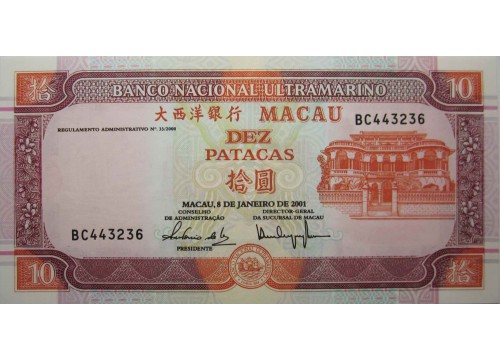 拾 BANCO NACIONAL ULTRAMARINO 10
大西洋銀行 MACAU
REGULAMENTO ADMINISTRATIVO Nº. 33/2000
BC443236
DEZ
PATACAS
拾圓
MACAU, 8 DE JANEIRO DE 2001
CONSELHO
DE ADMINISTRAÇÃO
DIRECTOR-GERAL
DA SUCURSAL DE MACAU
BC443236
PRESIDENTE
10 拾